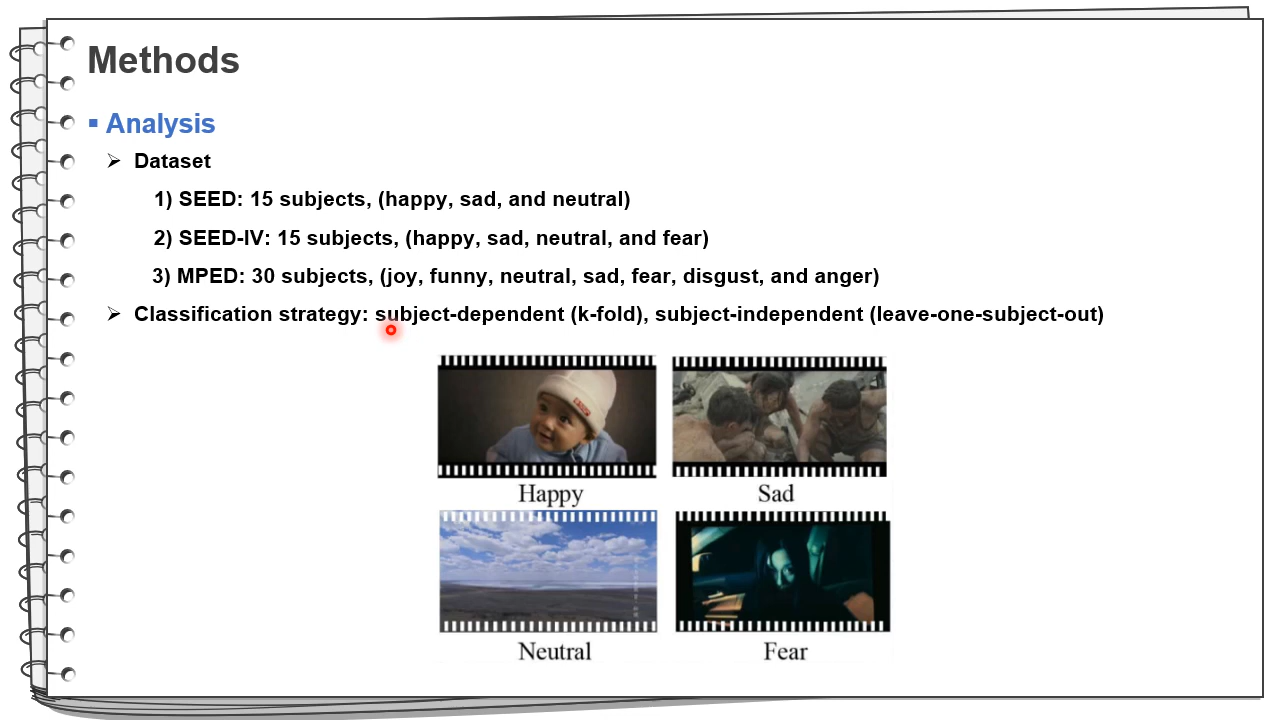 Methods
▪ Analysis
➢ Dataset
1) SEED: 15 subjects, (happy, sad, and neutral)
2) SEED-IV: 15 subjects, (happy, sad, neutral, and fear)
3) MPED: 30 subjects, (joy, funny, neutral, sad, fear, disgust, and anger)
➢ Classification strategy: subject-dependent (k-fold), subject-independent (leave-one-subject-out)
Happy
Sad
Neutral
Fear